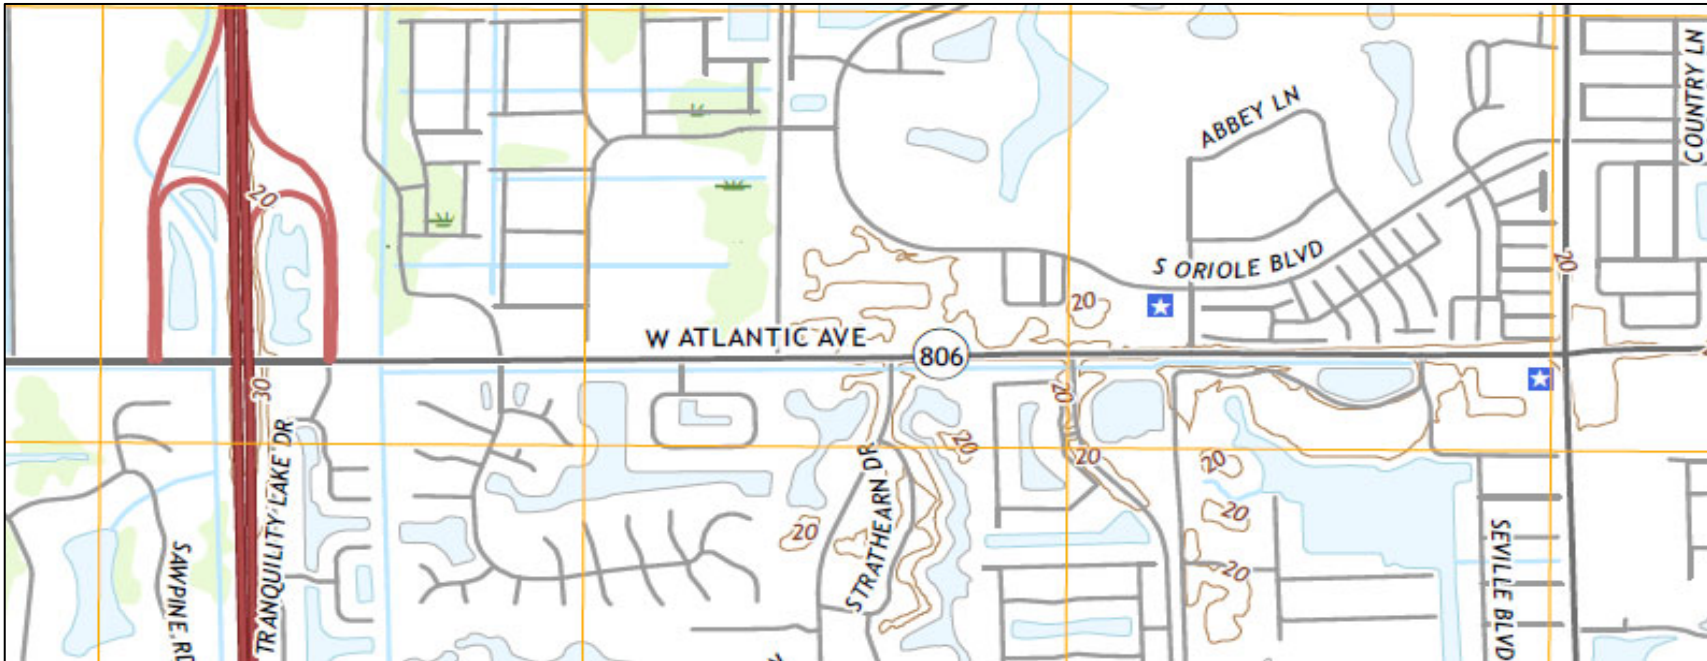 COUNTRY LN
ABBEY LN
20
S ORIOLE BLVD
20
20
W ATLANTIC AVE
806
30
20
TRANQUILITY LAKE DR
20
20
20
STRATHEARN DR
20
20
SAWPINE RD
SEVILLE BLVD
20